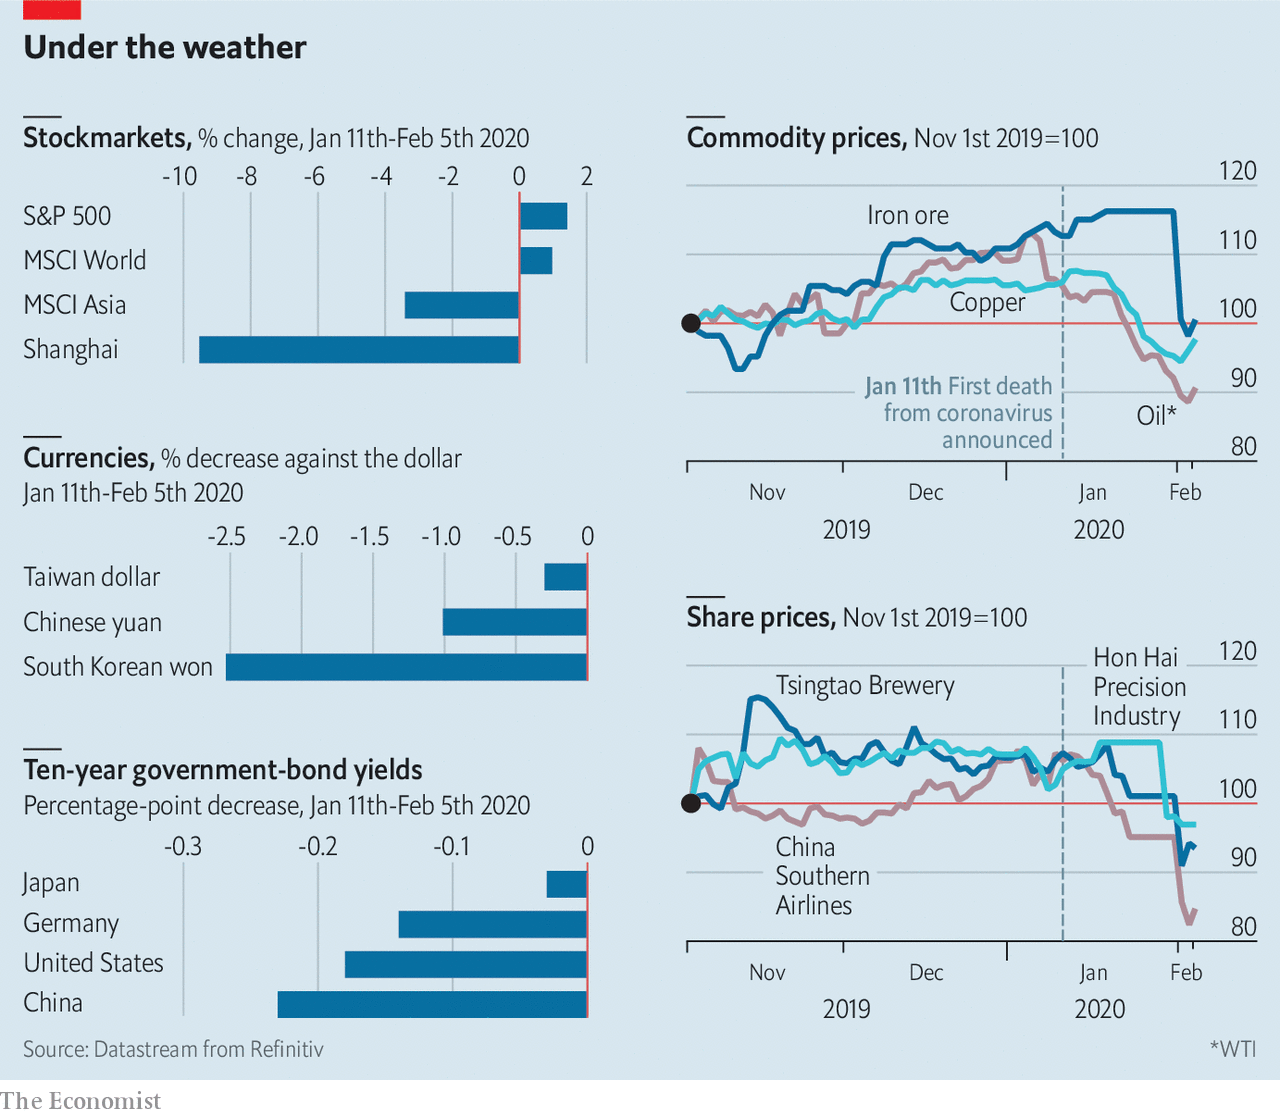 Under the weather
Stockmarkets, % change, Jan 11th-Feb 5th 2020
-10 -8 -6 -4 -2 0 2
S&P 500
MSCI World
MSCI Asia
Shanghai
Currencies, % decrease against the dollar
Jan 11th-Feb 5th 2020
-2.5 -2.0 -1.5 -1.0 -0.5 0
Taiwan dollar
Chinese yuan
South Korean won
Ten-year government-bond yields
Percentage-point decrease, Jan 11th-Feb 5th 2020
-0.3 -0.2 -0.1 0
Japan
Germany
United States
China
Commodity prices, Nov 1st 2019=100
120
Iron ore
110
Copper
100
90
Jan 11th First death
from coronavirus
announced
Oil*
80
Nov Dec Jan Feb
2019 2020
Share prices, Nov 1st 2019=100
120
Tsingtao Brewery
Hon Hai
Precision
Industry
110
100
China
Southern
Airlines
90
80
Nov Dec Jan Feb
2019 2020
Source: Datastream from Refinitiv
*WTI
The Economist